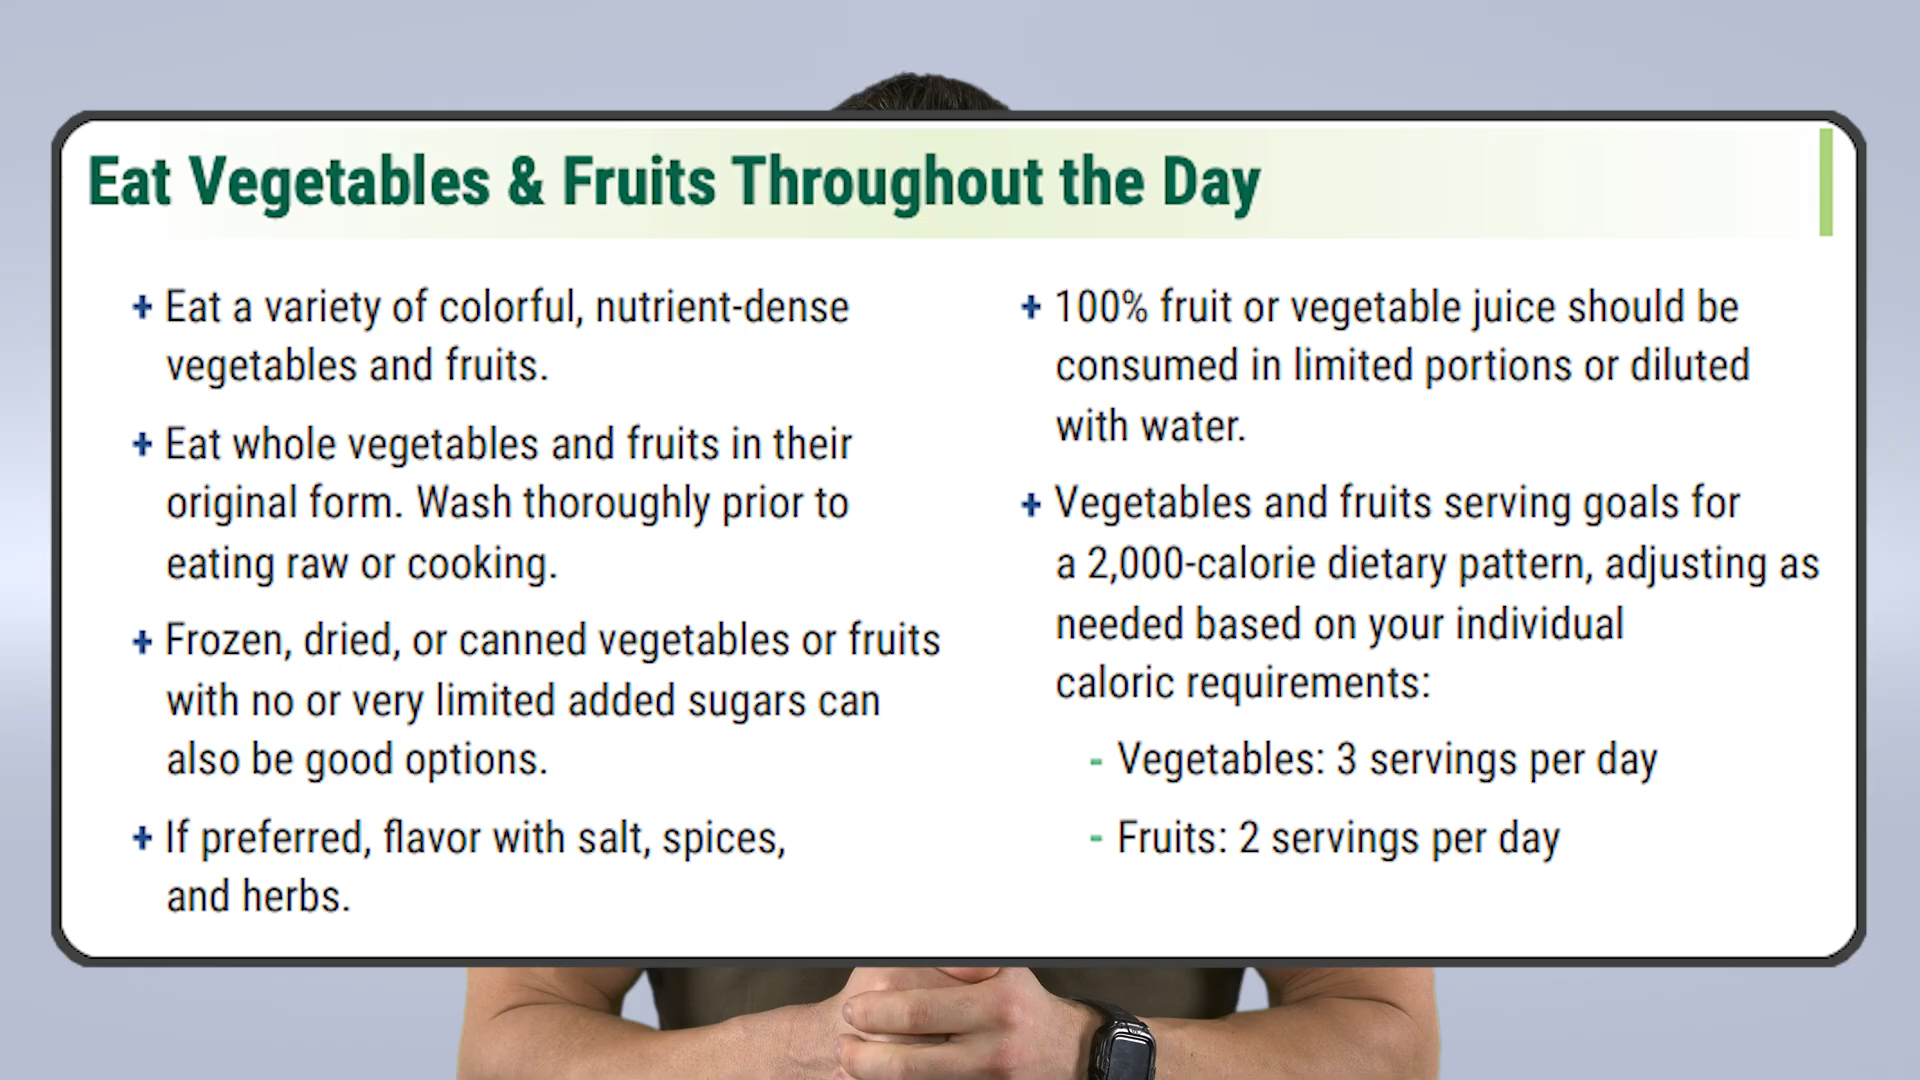 Eat Vegetables & Fruits Throughout the Day
+ Eat a variety of colorful, nutrient-dense
vegetables and fruits.
+ Eat whole vegetables and fruits in their
original form. Wash thoroughly prior to
eating raw or cooking.
+ Frozen, dried, or canned vegetables or fruits
with no or very limited added sugars can
also be good options.
+ If preferred, flavor with salt, spices,
and herbs.
+ 100% fruit or vegetable juice should be
consumed in limited portions or diluted
with water.
+ Vegetables and fruits serving goals for
a 2,000-calorie dietary pattern, adjusting as
needed based on your individual
caloric requirements:
- Vegetables: 3 servings per day
- Fruits: 2 servings per day